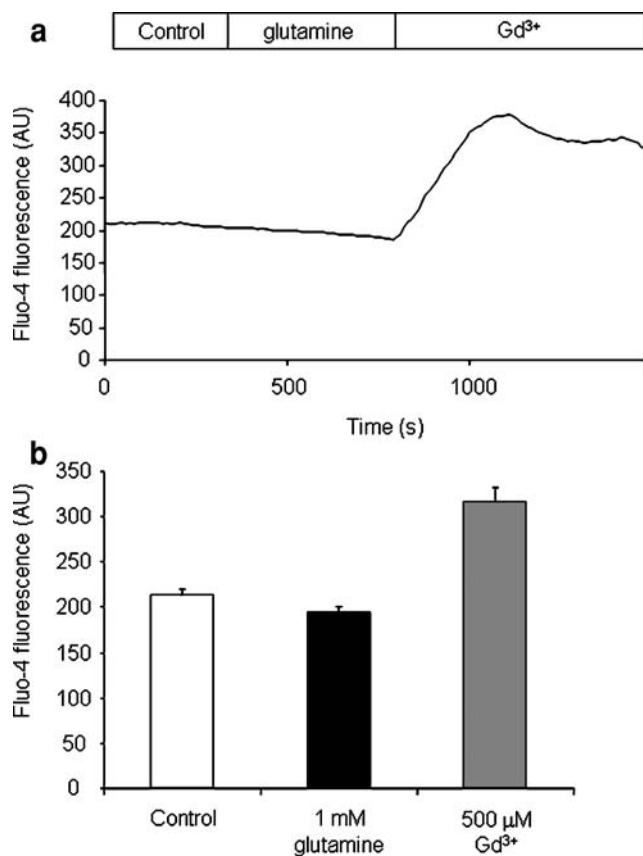 a
Control glutamine Gd³⁺
Fluo-4 fluorescence (AU)
400
350
300
250
200
150
100
50
0
0 500 1000
Time (s)
b
Fluo-4 fluorescence (AU)
350
300
250
200
150
100
50
0
Control 1 mM glutamine 500 µM Gd³⁺